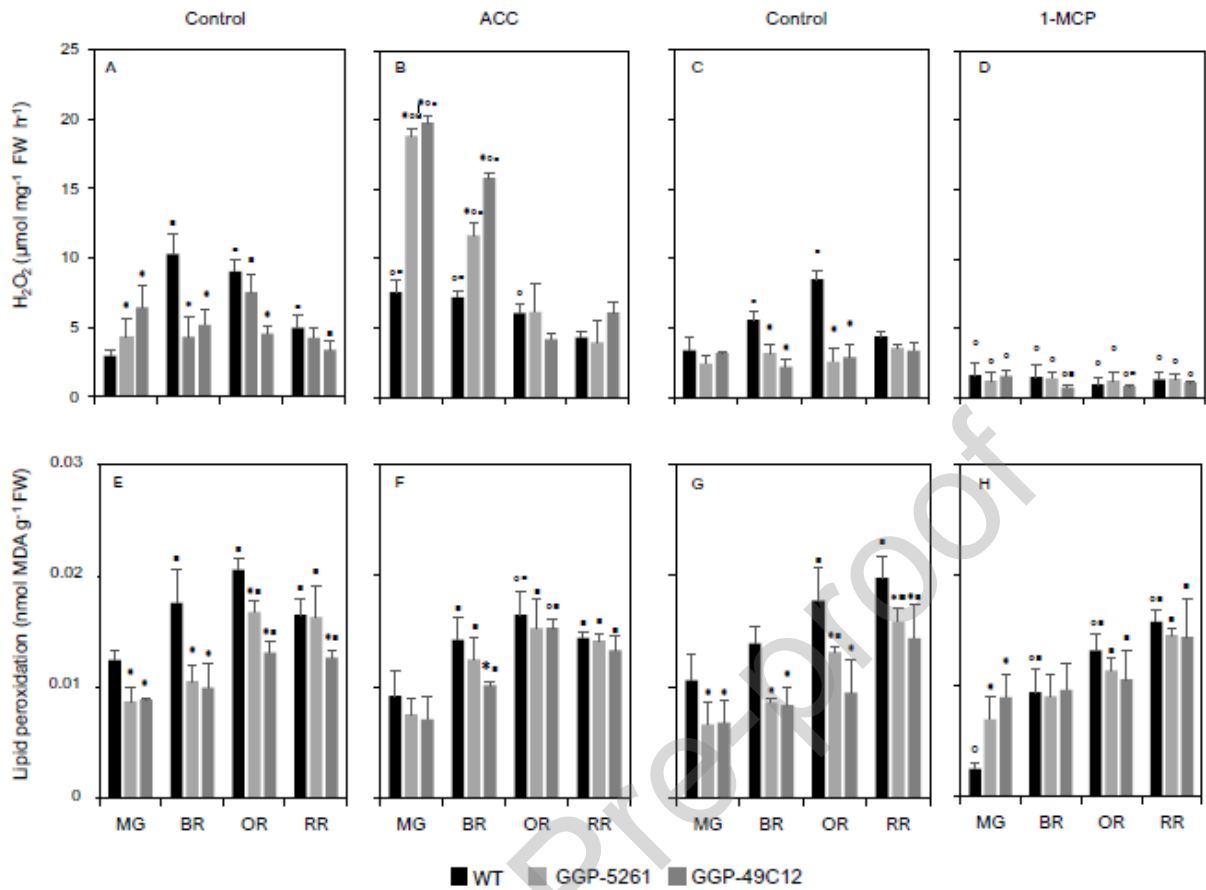 Control ACC Control 1-MCP
25 A B C D
20
15
10
5
0
H₂O₂ (μmol mg⁻¹ FW h⁻¹)
0.03
E F G H
0.02
0.01
0
Lipid peroxidation (nmol MDA g⁻¹ FW)
MG BR OR RR MG BR OR RR MG BR OR RR MG BR OR RR
WT GGP-5261 GGP-49C12
Pre-proof